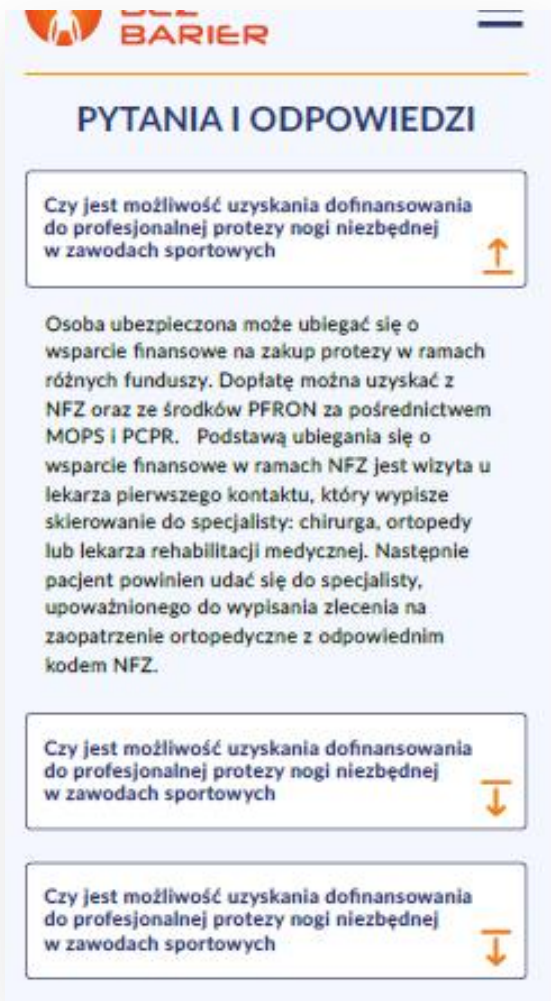 BEZ
BARIER
PYTANIA I ODPOWIEDZI
Czy jest możliwość uzyskania dofinansowania
do profesjonalnej protezy nogi niezbędnej
w zawodach sportowych
Osoba ubezpieczona może ubiegać się o
wsparcie finansowe na zakup protezy w ramach
różnych funduszy. Dopłatę można uzyskać z
NFZ oraz ze środków PFRON za pośrednictwem
MOPS i PCPR. Podstawą ubiegania się o
wsparcie finansowe w ramach NFZ jest wizyta u
lekarza pierwszego kontaktu, który wypisze
skierowanie do specjalisty: chirurga, ortopedy
lub lekarza rehabilitacji medycznej. Następnie
pacjent powinien udać się do specjalisty,
upoważnionego do wypisania zlecenia na
zaopatrzenie ortopedyczne z odpowiednim
kodem NFZ.
Czy jest możliwość uzyskania dofinansowania
do profesjonalnej protezy nogi niezbędnej
w zawodach sportowych
Czy jest możliwość uzyskania dofinansowania
do profesjonalnej protezy nogi niezbędnej
w zawodach sportowych